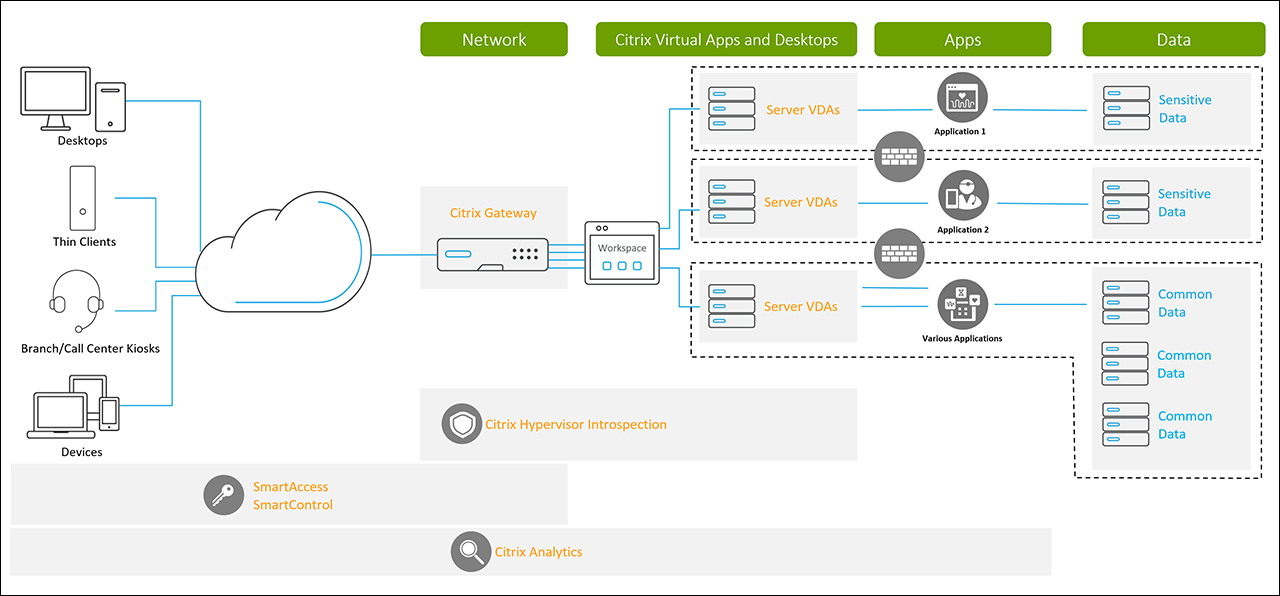 Network
Citrix Virtual Apps and Desktops
Apps
Data
Desktops
Thin Clients
Branch/Call Center Kiosks
Devices
Citrix Gateway
Workspace
Server VDAs
Application 1
Sensitive
Data
Server VDAs
Application 2
Sensitive
Data
Server VDAs
Various Applications
Common
Data
Common
Data
Common
Data
Citrix Hypervisor Introspection
SmartAccess
SmartControl
Citrix Analytics